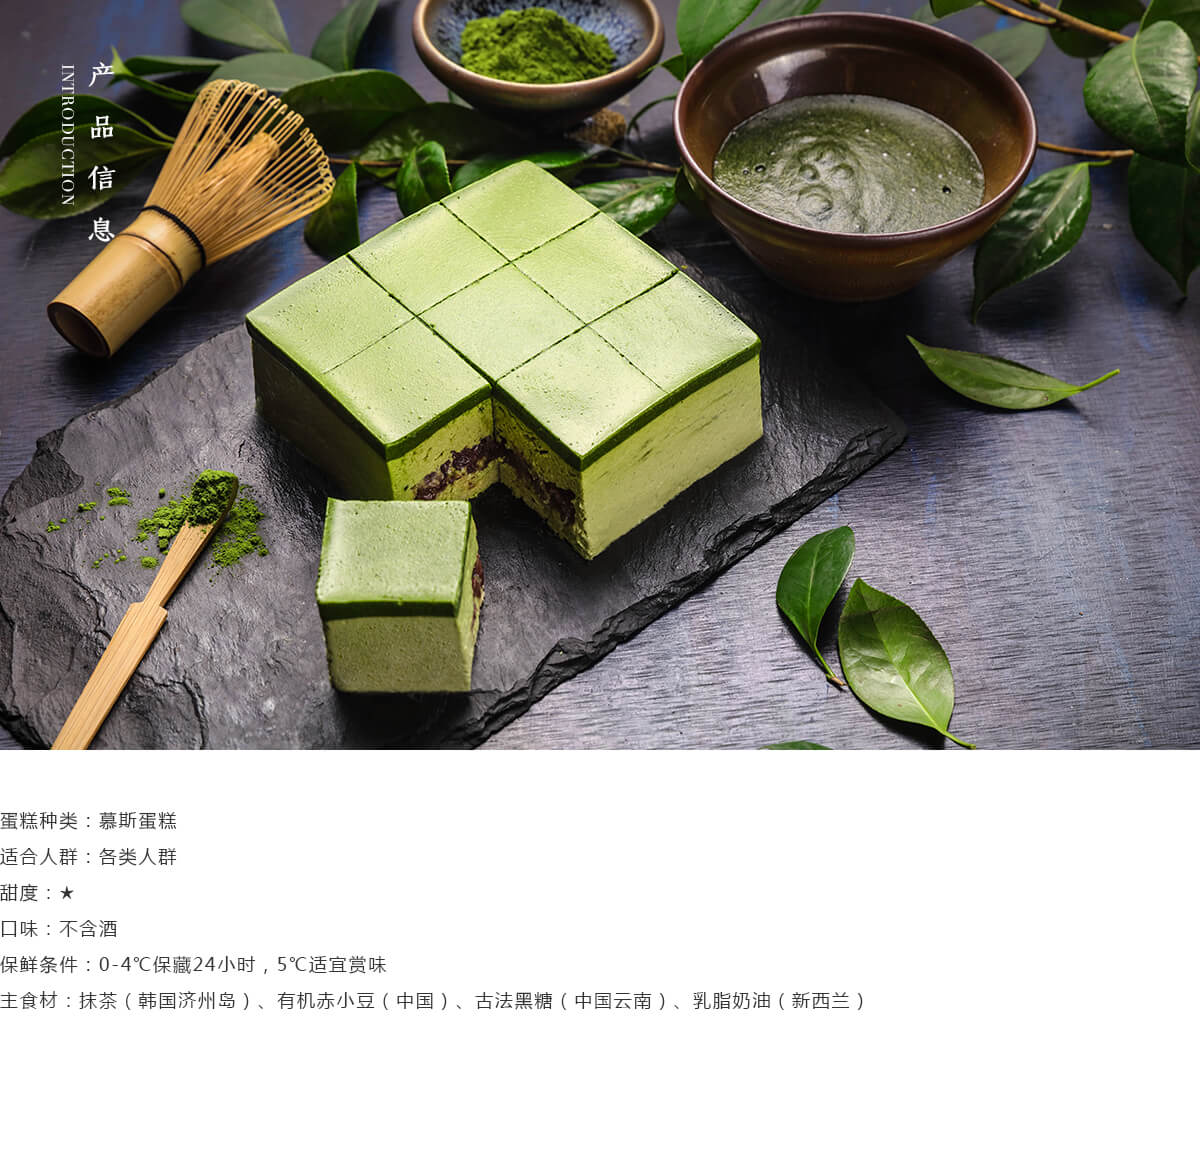 产品信息
INTRODUCTION
蛋糕种类：慕斯蛋糕
适合人群：各类人群
甜度：★
口味：不含酒
保鲜条件：0-4℃保藏24小时，5℃适宜赏味
主食材：抹茶（韩国济州岛）、有机赤小豆（中国）、古法黑糖（中国云南）、乳脂奶油（新西兰）